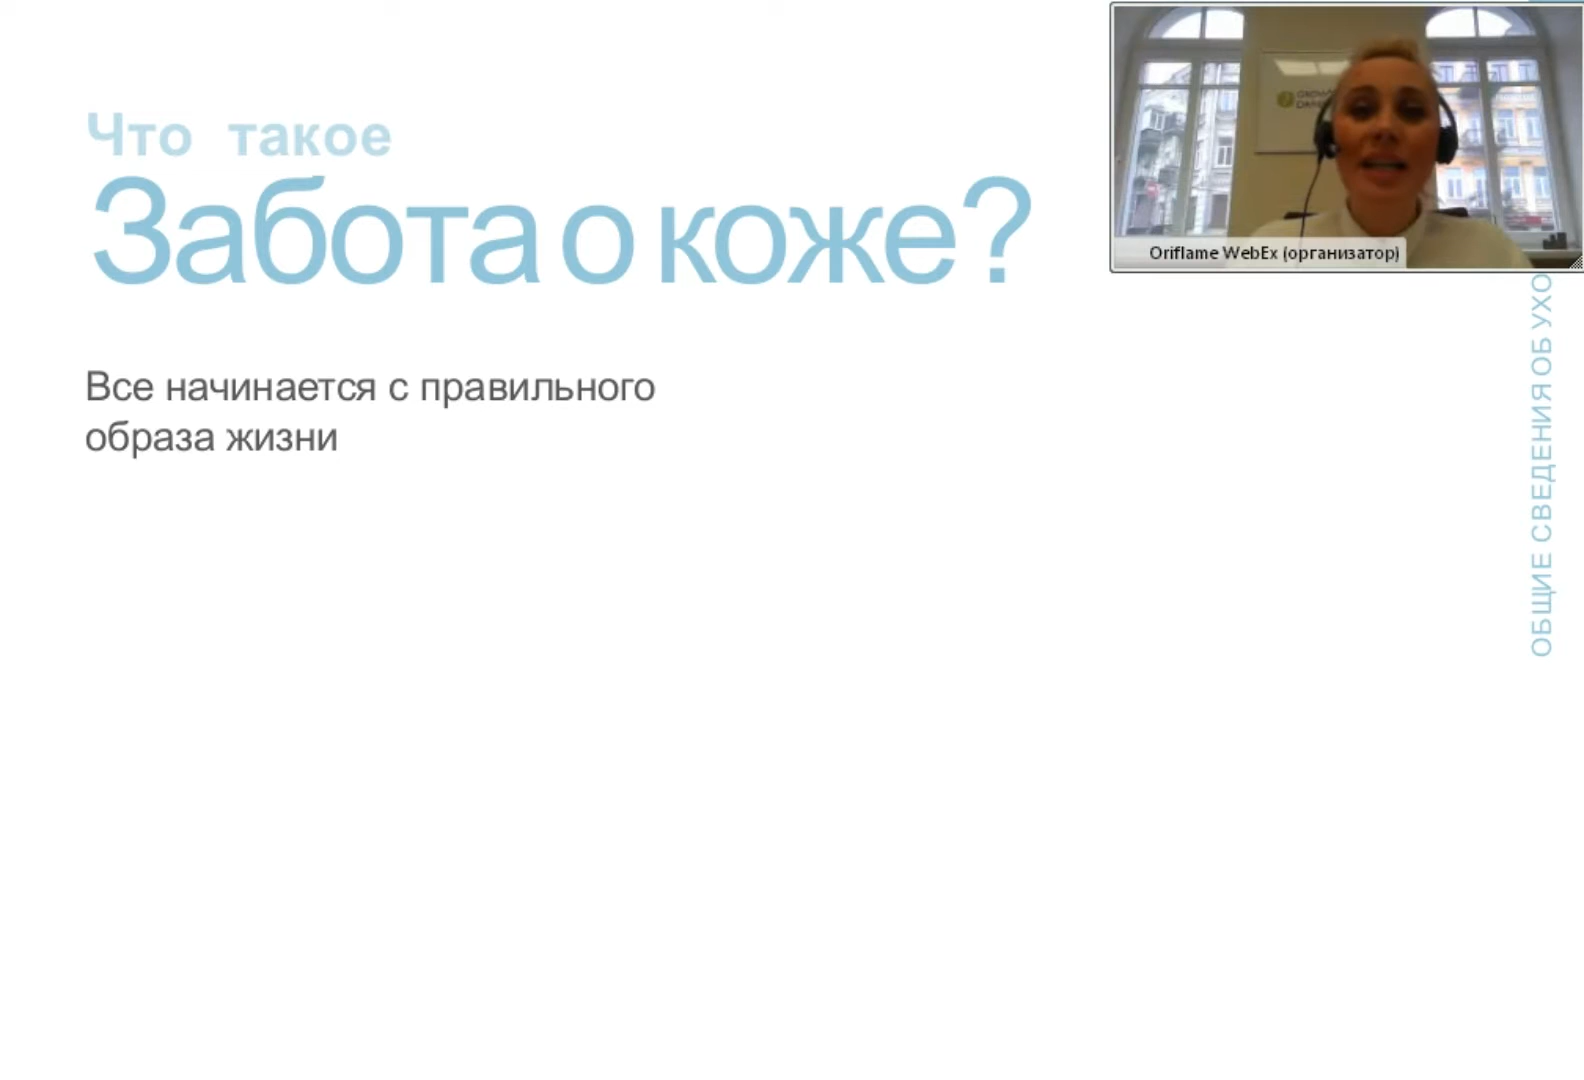 Что такое
Забота о коже?
Все начинается с правильного
образа жизни
Oriflame WebEx (организатор)
ОБЩИЕ СВЕДЕНИЯ ОБ УХО